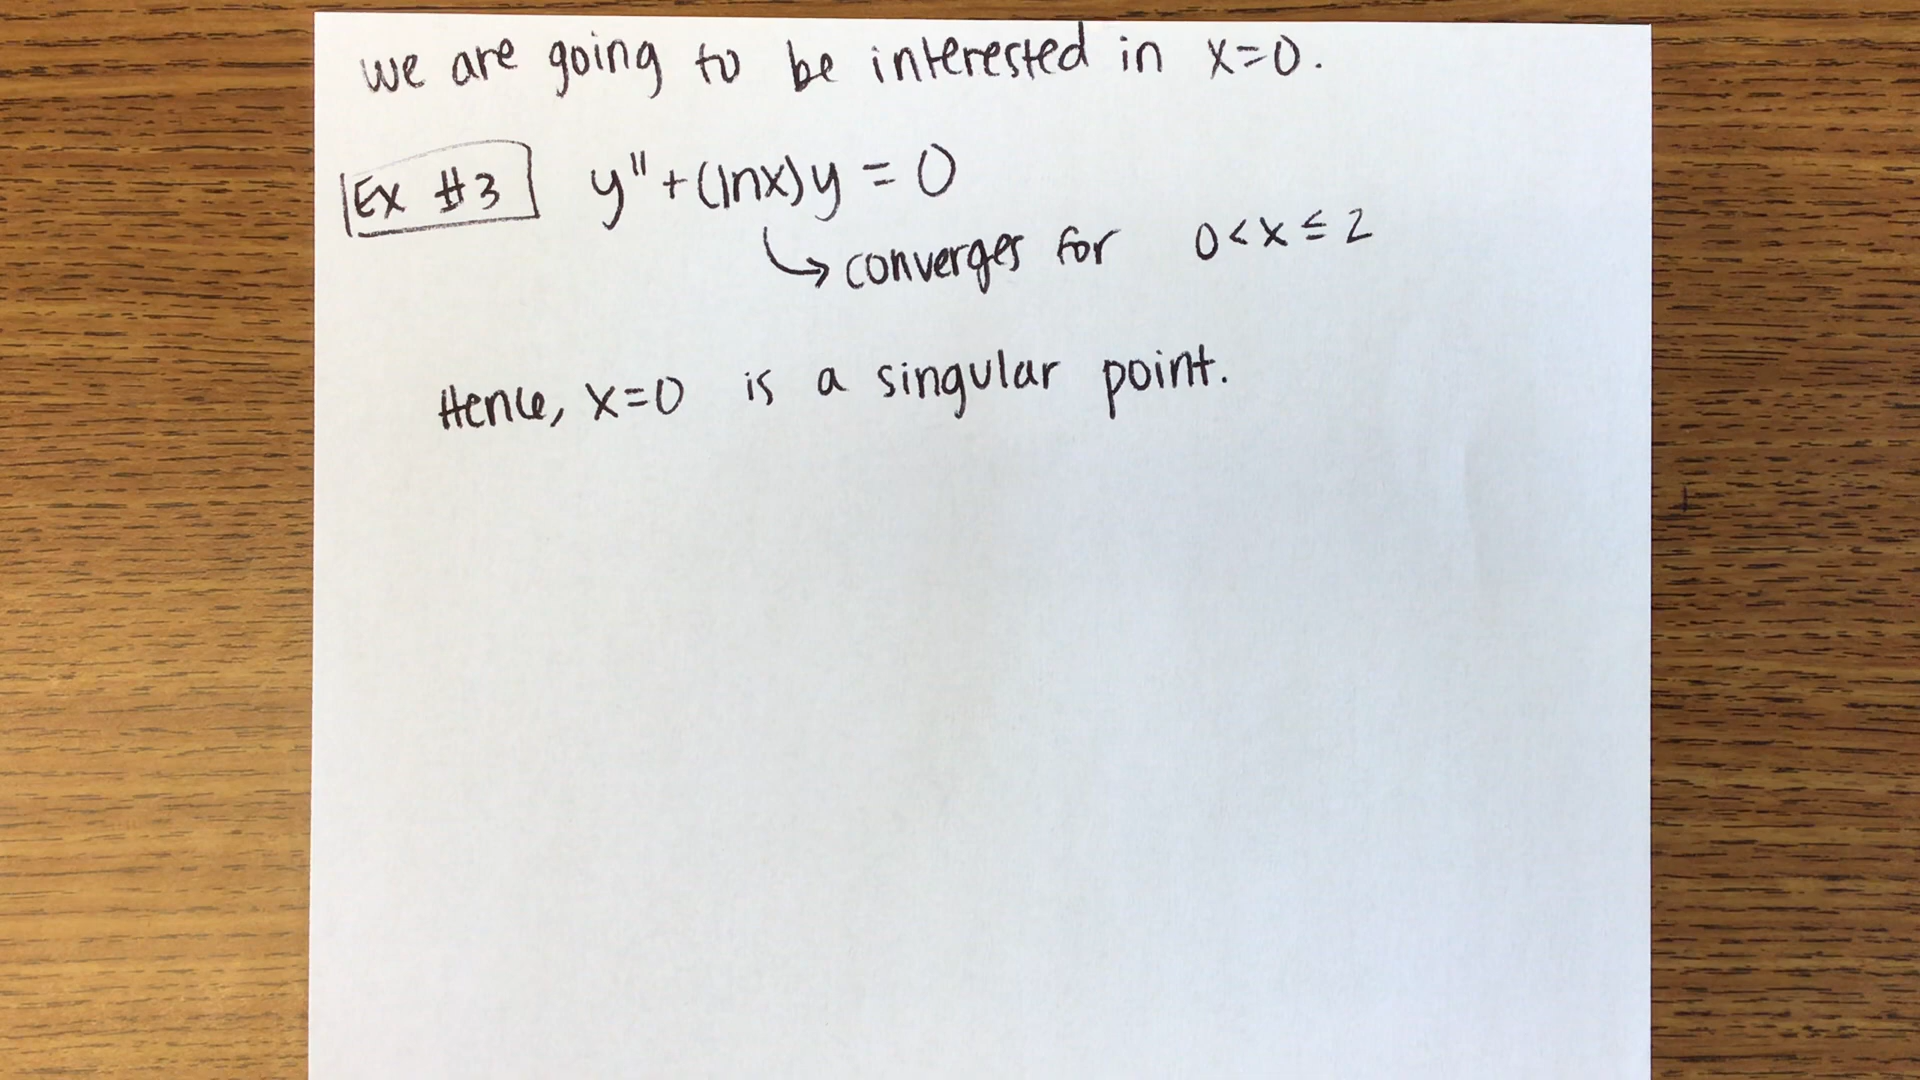 we are going to be interested in x=0.
Ex #3 y"+(lnx)y = 0
↳ converges for 0<x≤2
Hence, x=0 is a singular point.